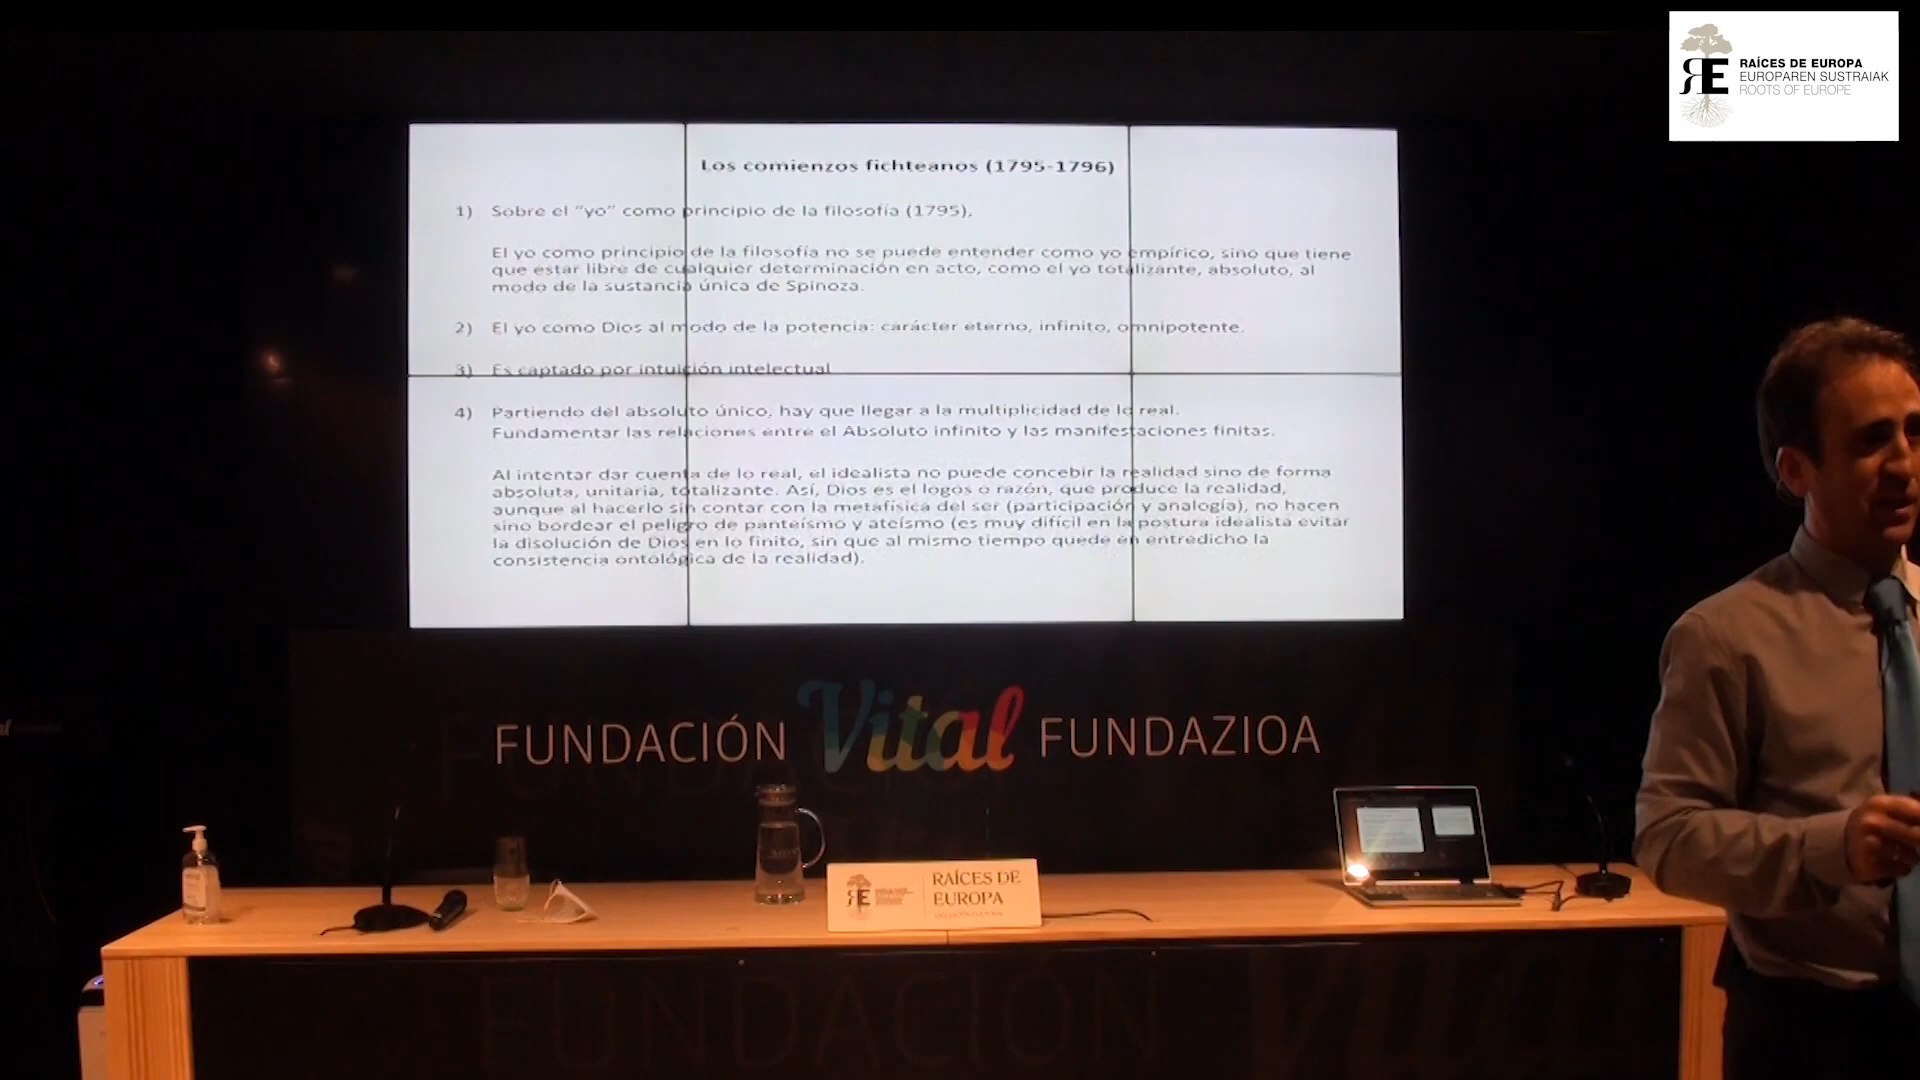 RAÍCES DE EUROPA
EUROPAREN SUSTRAIAK
ROOTS OF EUROPE
Los comienzos fichteanos (1795-1796)
1) Sobre el "yo" como principio de la filosofía (1795),
El yo como principio de la filosofía no se puede entender como yo empírico, sino que tiene
que estar libre de cualquier determinación en acto, como el yo totalizante, absoluto, al
modo de la sustancia única de Spinoza.
2) El yo como Dios al modo de la potencia: carácter eterno, infinito, omnipotente.
3) Es captado por intuición intelectual
4) Partiendo del absoluto único, hay que llegar a la multiplicidad de lo real.
Fundamentar las relaciones entre el Absoluto infinito y las manifestaciones finitas.
Al intentar dar cuenta de lo real, el idealista no puede concebir la realidad sino de forma
absoluta, unitaria, totalizante. Así, Dios es el logos o razón, que produce la realidad,
aunque al hacerlo sin contar con la metafísica del ser (participación y analogía), no hacen
sino bordear el peligro de panteísmo y ateísmo (es muy difícil en la postura idealista evitar
la disolución de Dios en lo finito, sin que al mismo tiempo quede en entredicho la
consistencia ontológica de la realidad).
FUNDACIÓN Vital FUNDAZIOA
RAÍCES DE
EUROPA
FUNDACIÓN Vital